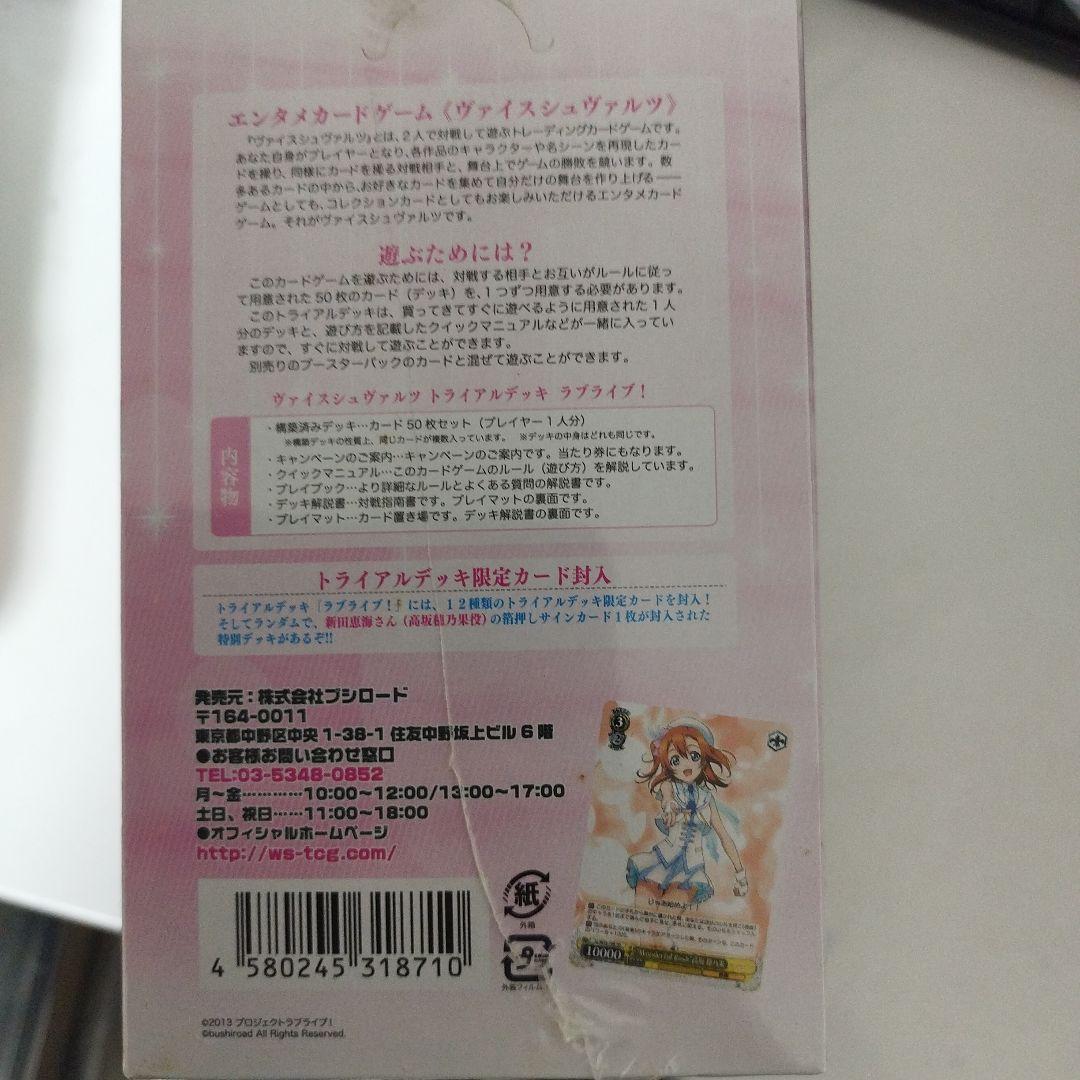 エンタメカードゲーム《ヴァイスシュヴァルツ》
『ヴァイスシュヴァルツ』とは、2人で対戦して遊ぶトレーディングカードゲームです。
あなた自身がプレイヤーとなり、各作品のキャラクターや名シーンを再現したカー
ドを操り、同様にカードを操る対戦相手と、舞台上でゲームの勝敗を競います。数
多あるカードの中から、お好きなカードを集めて自分だけの舞台を作り上げる――
ゲームとしても、コレクションカードとしてもお楽しみいただけるエンタメカード
ゲーム。それがヴァイスシュヴァルツです。
遊ぶためには？
このカードゲームを遊ぶためには、対戦する相手とお互いがルールに従っ
て用意された50枚のカード（デッキ）を、1つずつ用意する必要があります。
このトライアルデッキは、買ってきてすぐに遊べるように用意された1人
分のデッキと、遊び方を記載したクイックマニュアルなどが一緒に入ってい
ますので、すぐに対戦して遊ぶことができます。
別売りのブースターパックのカードと混ぜて遊ぶことができます。
ヴァイスシュヴァルツ トライアルデッキ ラブライブ！
内容物
・構築済みデッキ…カード50枚セット（プレイヤー1人分）
※構築デッキの性質上、同じカードが複数入っています。 ※デッキの中身はどれも同じです。
・キャンペーンのご案内…キャンペーンのご案内です。当たり券にもなります。
・クイックマニュアル…このカードゲームのルール（遊び方）を解説しています。
・プレイブック…より詳細なルールとよくある質問の解説書です。
・デッキ解説書…対戦指南書です。プレイマットの裏面です。
・プレイマット…カード置き場です。デッキ解説書の裏面です。
トライアルデッキ限定カード封入
トライアルデッキ「ラブライブ！」には、12種類のトライアルデッキ限定カードを封入！
そしてランダムで、新田恵海さん（高坂穂乃果役）の箔押しサインカード1枚が封入された
特別デッキがあるぞ!!
発売元：株式会社ブシロード
〒164-0011
東京都中野区中央1-38-1 住友中野坂上ビル6階
●お客様お問い合わせ窓口
TEL:03-5348-0852
月～金…………10:00～12:00/13:00～17:00
土日、祝日……11:00～18:00
●オフィシャルホームページ
http://ws-tcg.com/
4 580245 318710
紙
外箱
プラ
外装フィルム
3
2
じゃあ始めよ！！
10000
"Wonderful Rush"高坂 穂乃果
©2013 プロジェクトラブライブ！
©bushiroad All Rights Reserved.